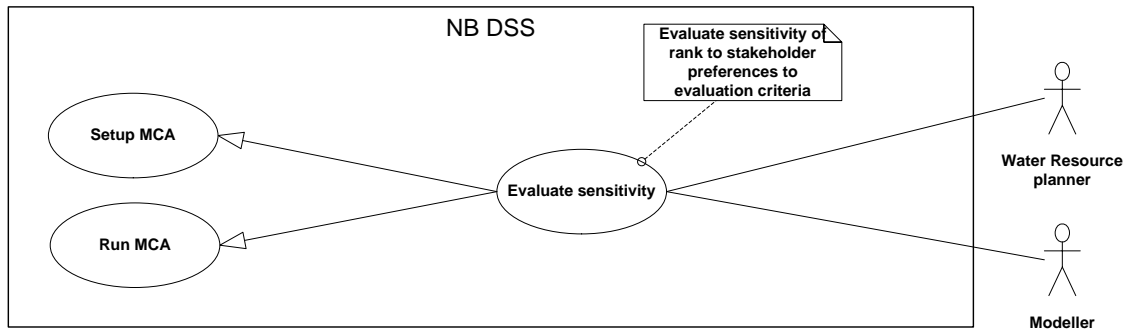 NB DSS
Evaluate sensitivity of
rank to stakeholder
preferences to
evaluation criteria
Setup MCA
Evaluate sensitivity
Run MCA
Water Resource
planner
Modeller